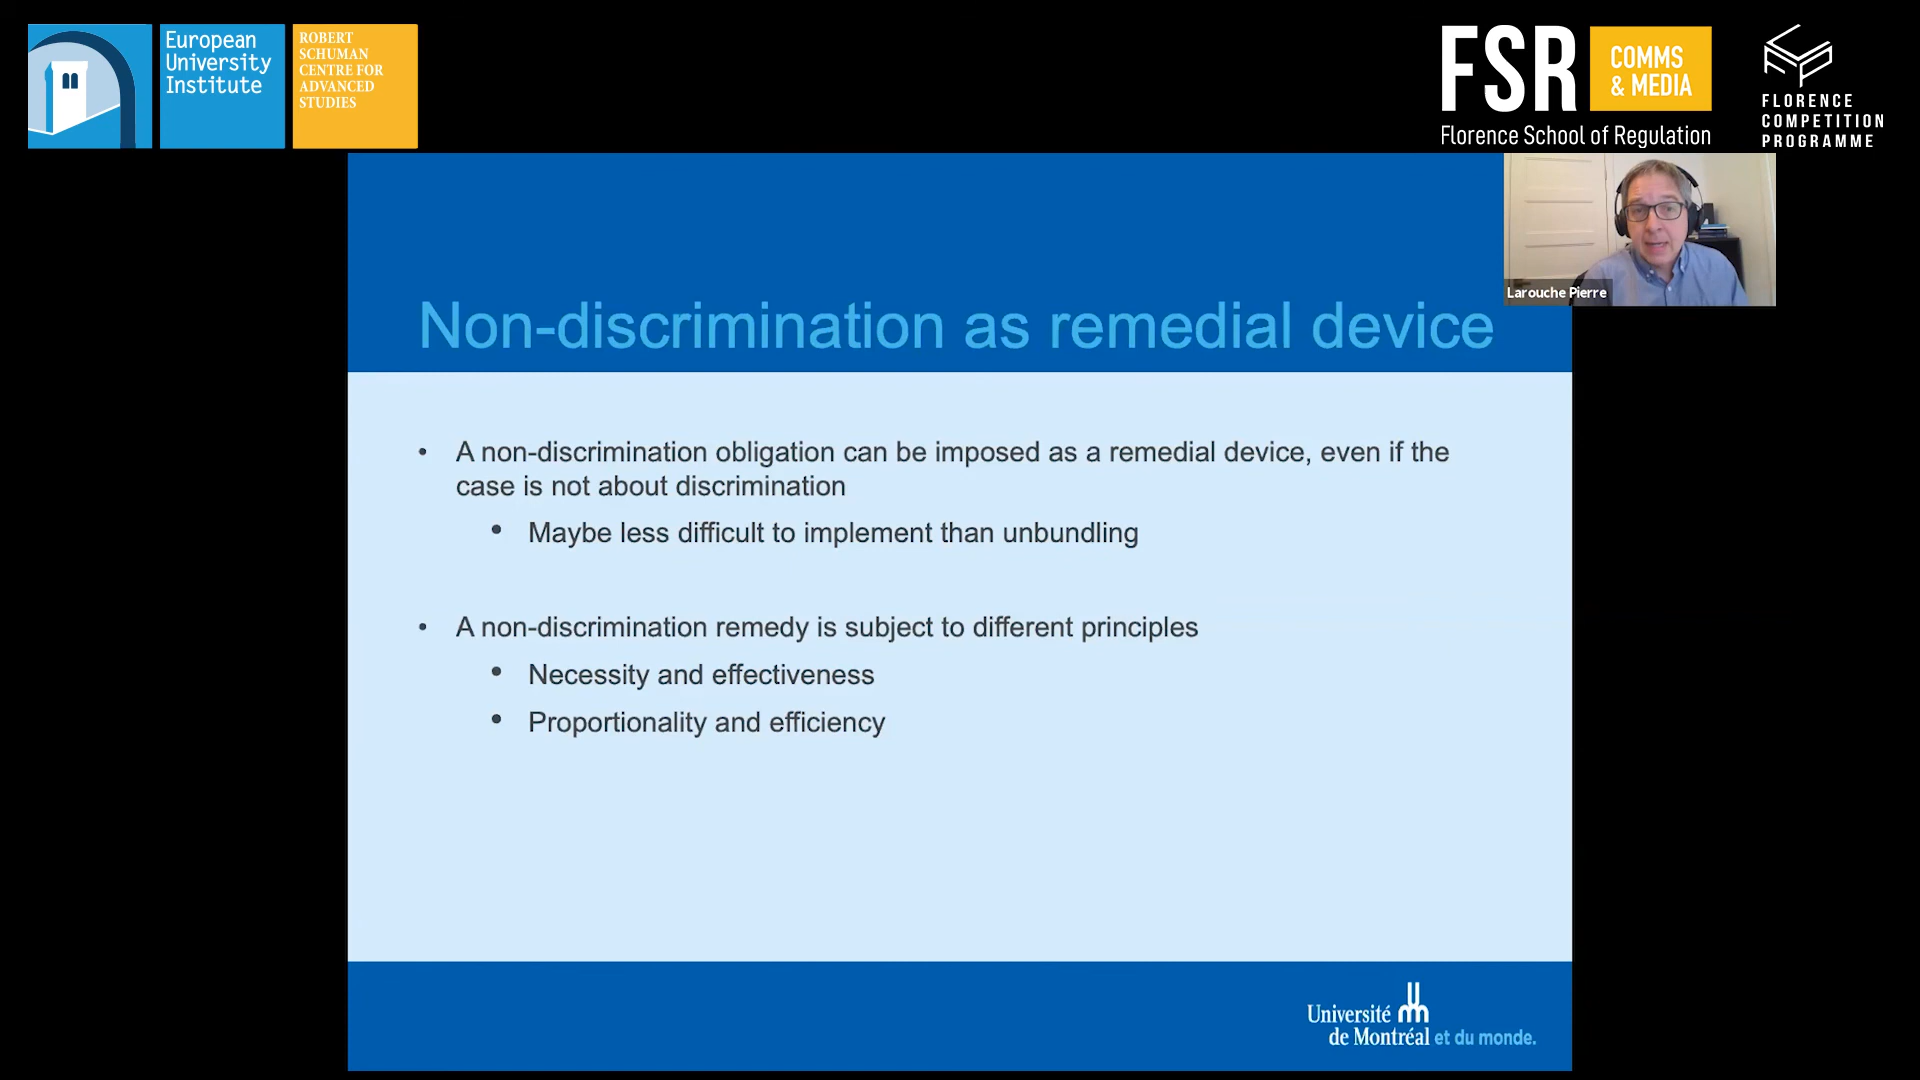 European
University
Institute
ROBERT
SCHUMAN
CENTRE FOR
ADVANCED
STUDIES
FSR
COMMS
& MEDIA
Florence School of Regulation
FLORENCE
COMPETITION
PROGRAMME
Larouche Pierre
Non-discrimination as remedial device
• A non-discrimination obligation can be imposed as a remedial device, even if the
case is not about discrimination
• Maybe less difficult to implement than unbundling
• A non-discrimination remedy is subject to different principles
• Necessity and effectiveness
• Proportionality and efficiency
Université
de Montréal et du monde.